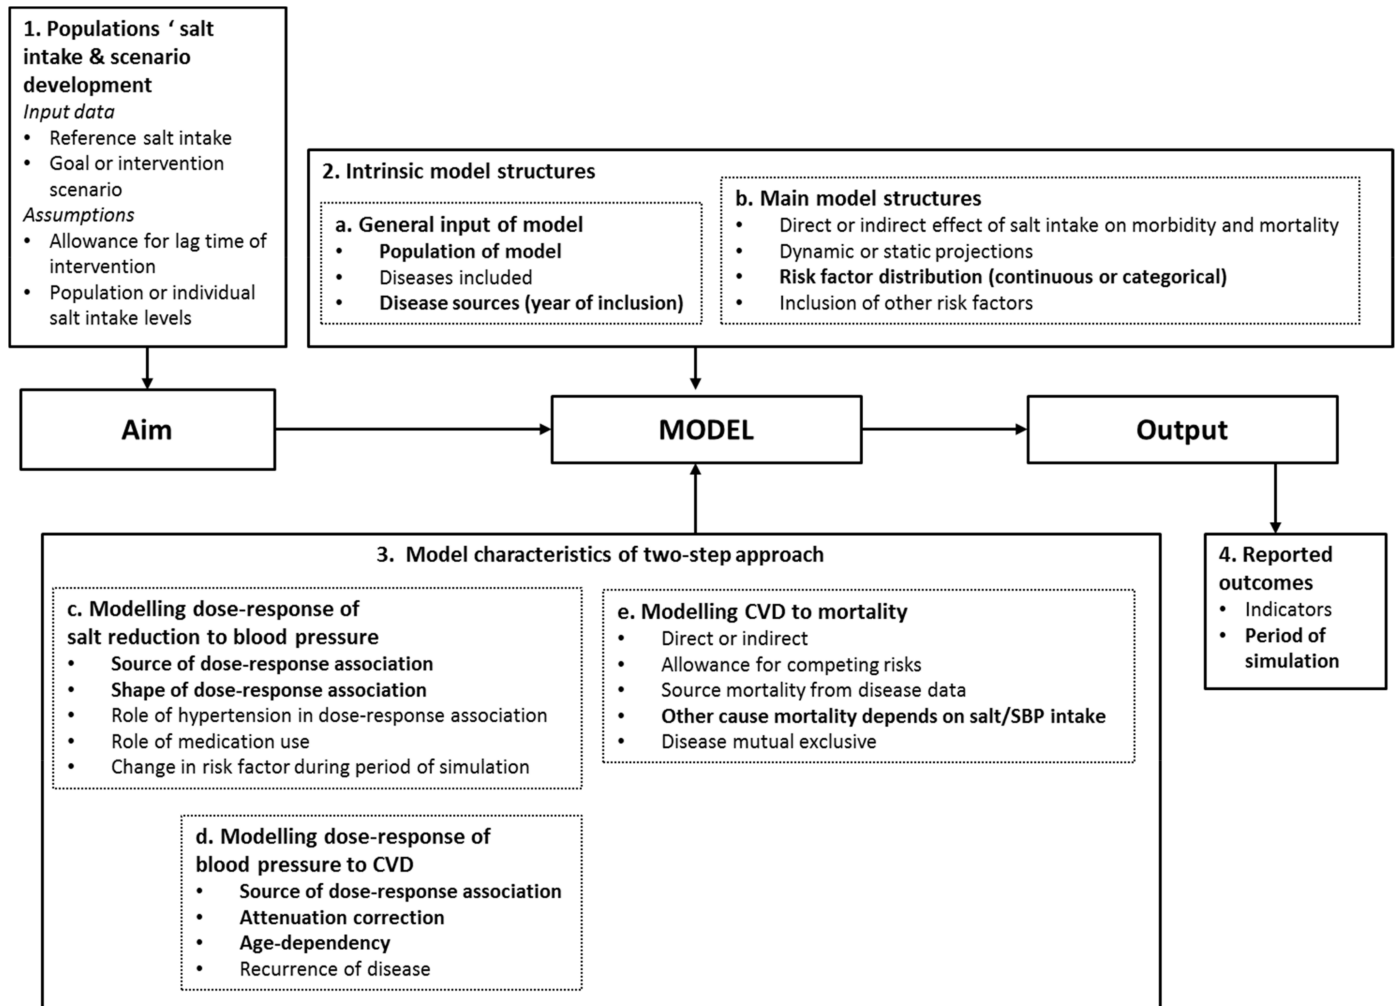 1. Populations ‘ salt
intake & scenario
development
Input data
• Reference salt intake
• Goal or intervention
scenario
Assumptions
• Allowance for lag time of
intervention
• Population or individual
salt intake levels
2. Intrinsic model structures
a. General input of model
• Population of model
• Diseases included
• Disease sources (year of inclusion)
b. Main model structures
• Direct or indirect effect of salt intake on morbidity and mortality
• Dynamic or static projections
• Risk factor distribution (continuous or categorical)
• Inclusion of other risk factors
Aim
MODEL
Output
3. Model characteristics of two-step approach
c. Modelling dose-response of
salt reduction to blood pressure
• Source of dose-response association
• Shape of dose-response association
• Role of hypertension in dose-response association
• Role of medication use
• Change in risk factor during period of simulation
d. Modelling dose-response of
blood pressure to CVD
• Source of dose-response association
• Attenuation correction
• Age-dependency
• Recurrence of disease
e. Modelling CVD to mortality
• Direct or indirect
• Allowance for competing risks
• Source mortality from disease data
• Other cause mortality depends on salt/SBP intake
• Disease mutual exclusive
4. Reported
outcomes
• Indicators
• Period of
simulation